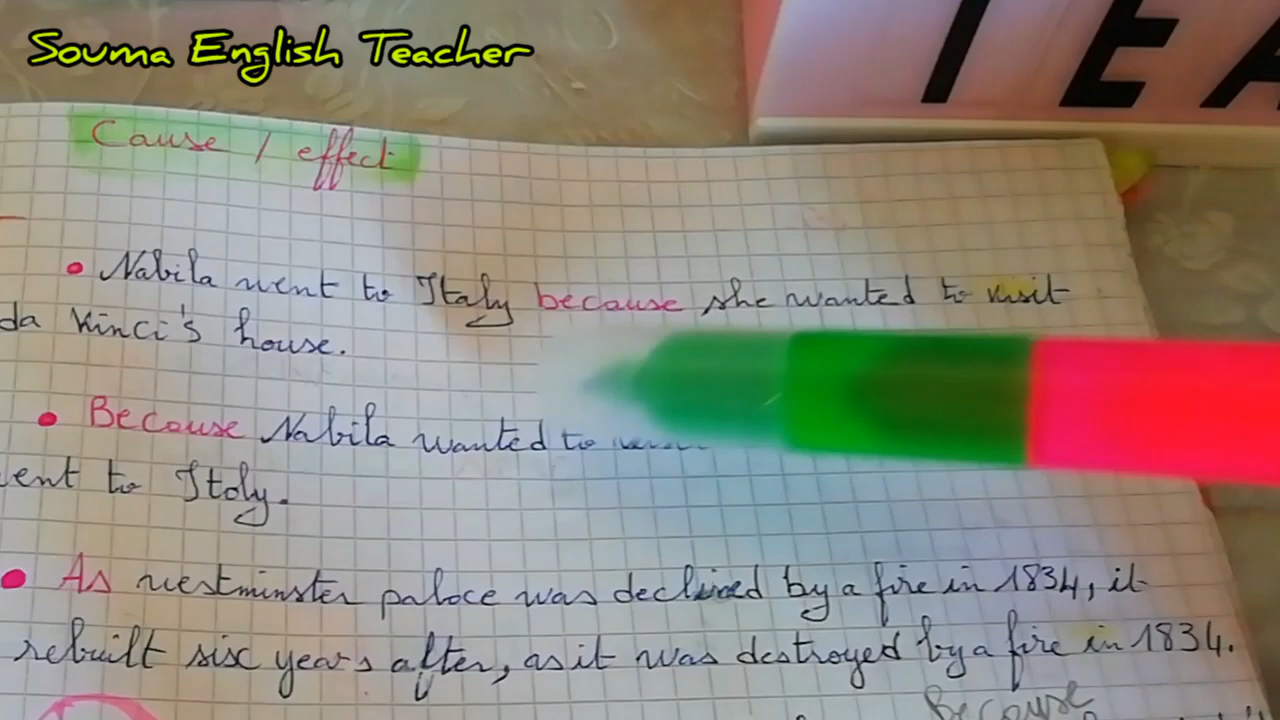 Souma English Teacher
TEA
Cause / effect
• Nabila went to Italy because she wanted to visit
da Vinci's house.
• Because Nabila wanted to
to Italy.
• As westminster palace was declined by a fire in 1834, it
rebuilt six years after, as it was destroyed by a fire in 1834.
Because